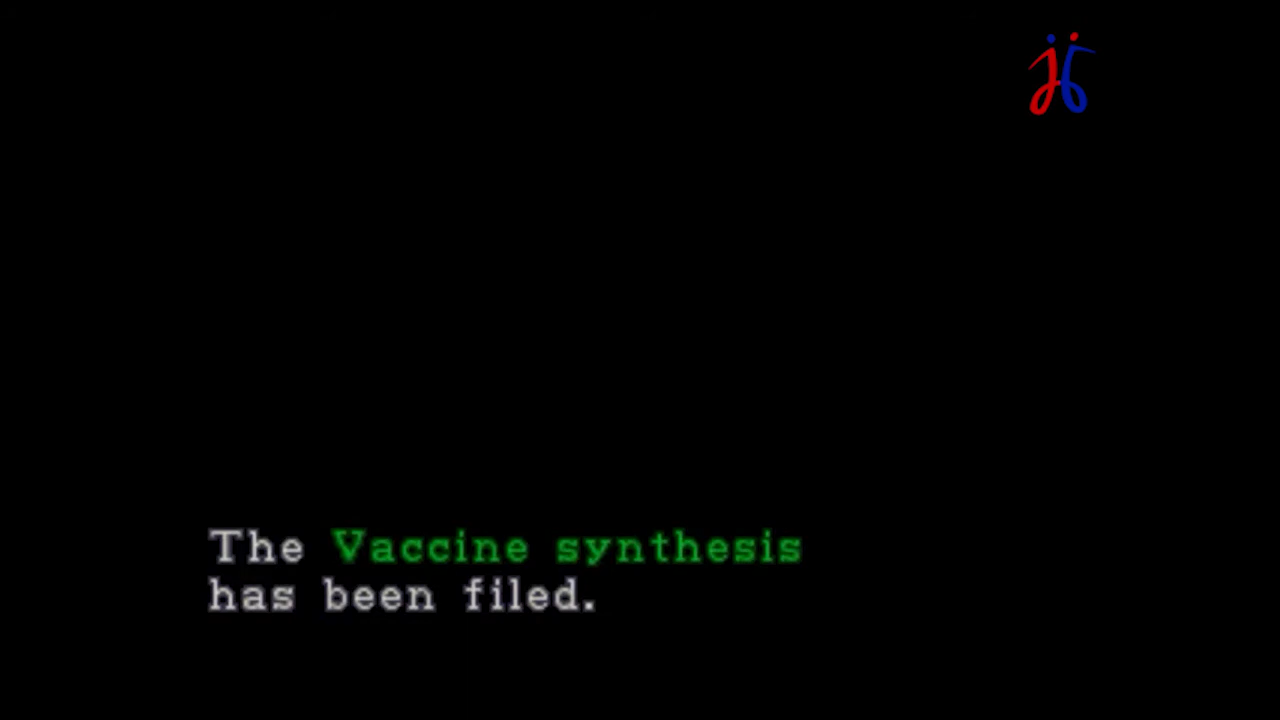 The Vaccine synthesis
has been filed.